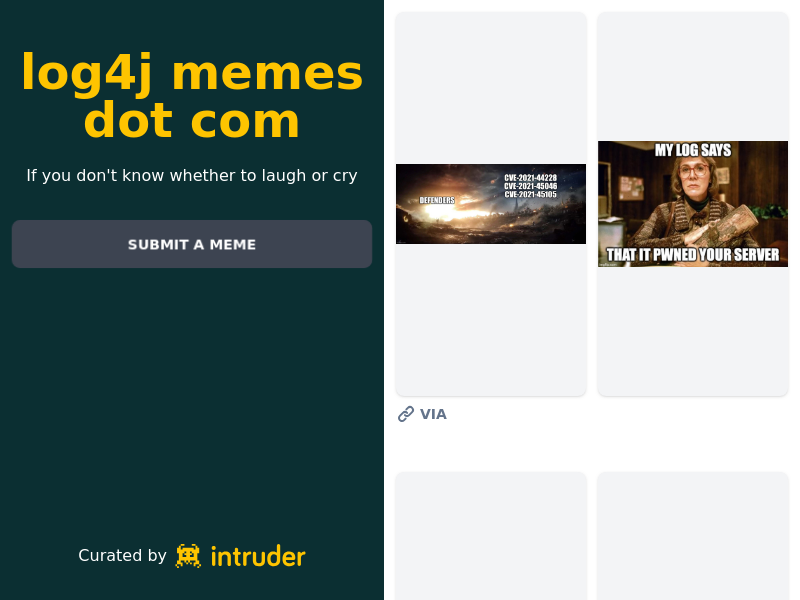 log4j memes
dot com
If you don't know whether to laugh or cry
SUBMIT A MEME
Curated by intruder
DEFENDERS
CVE-2021-44228
CVE-2021-45046
CVE-2021-45105
VIA
MY LOG SAYS
THAT IT PWNED YOUR SERVER